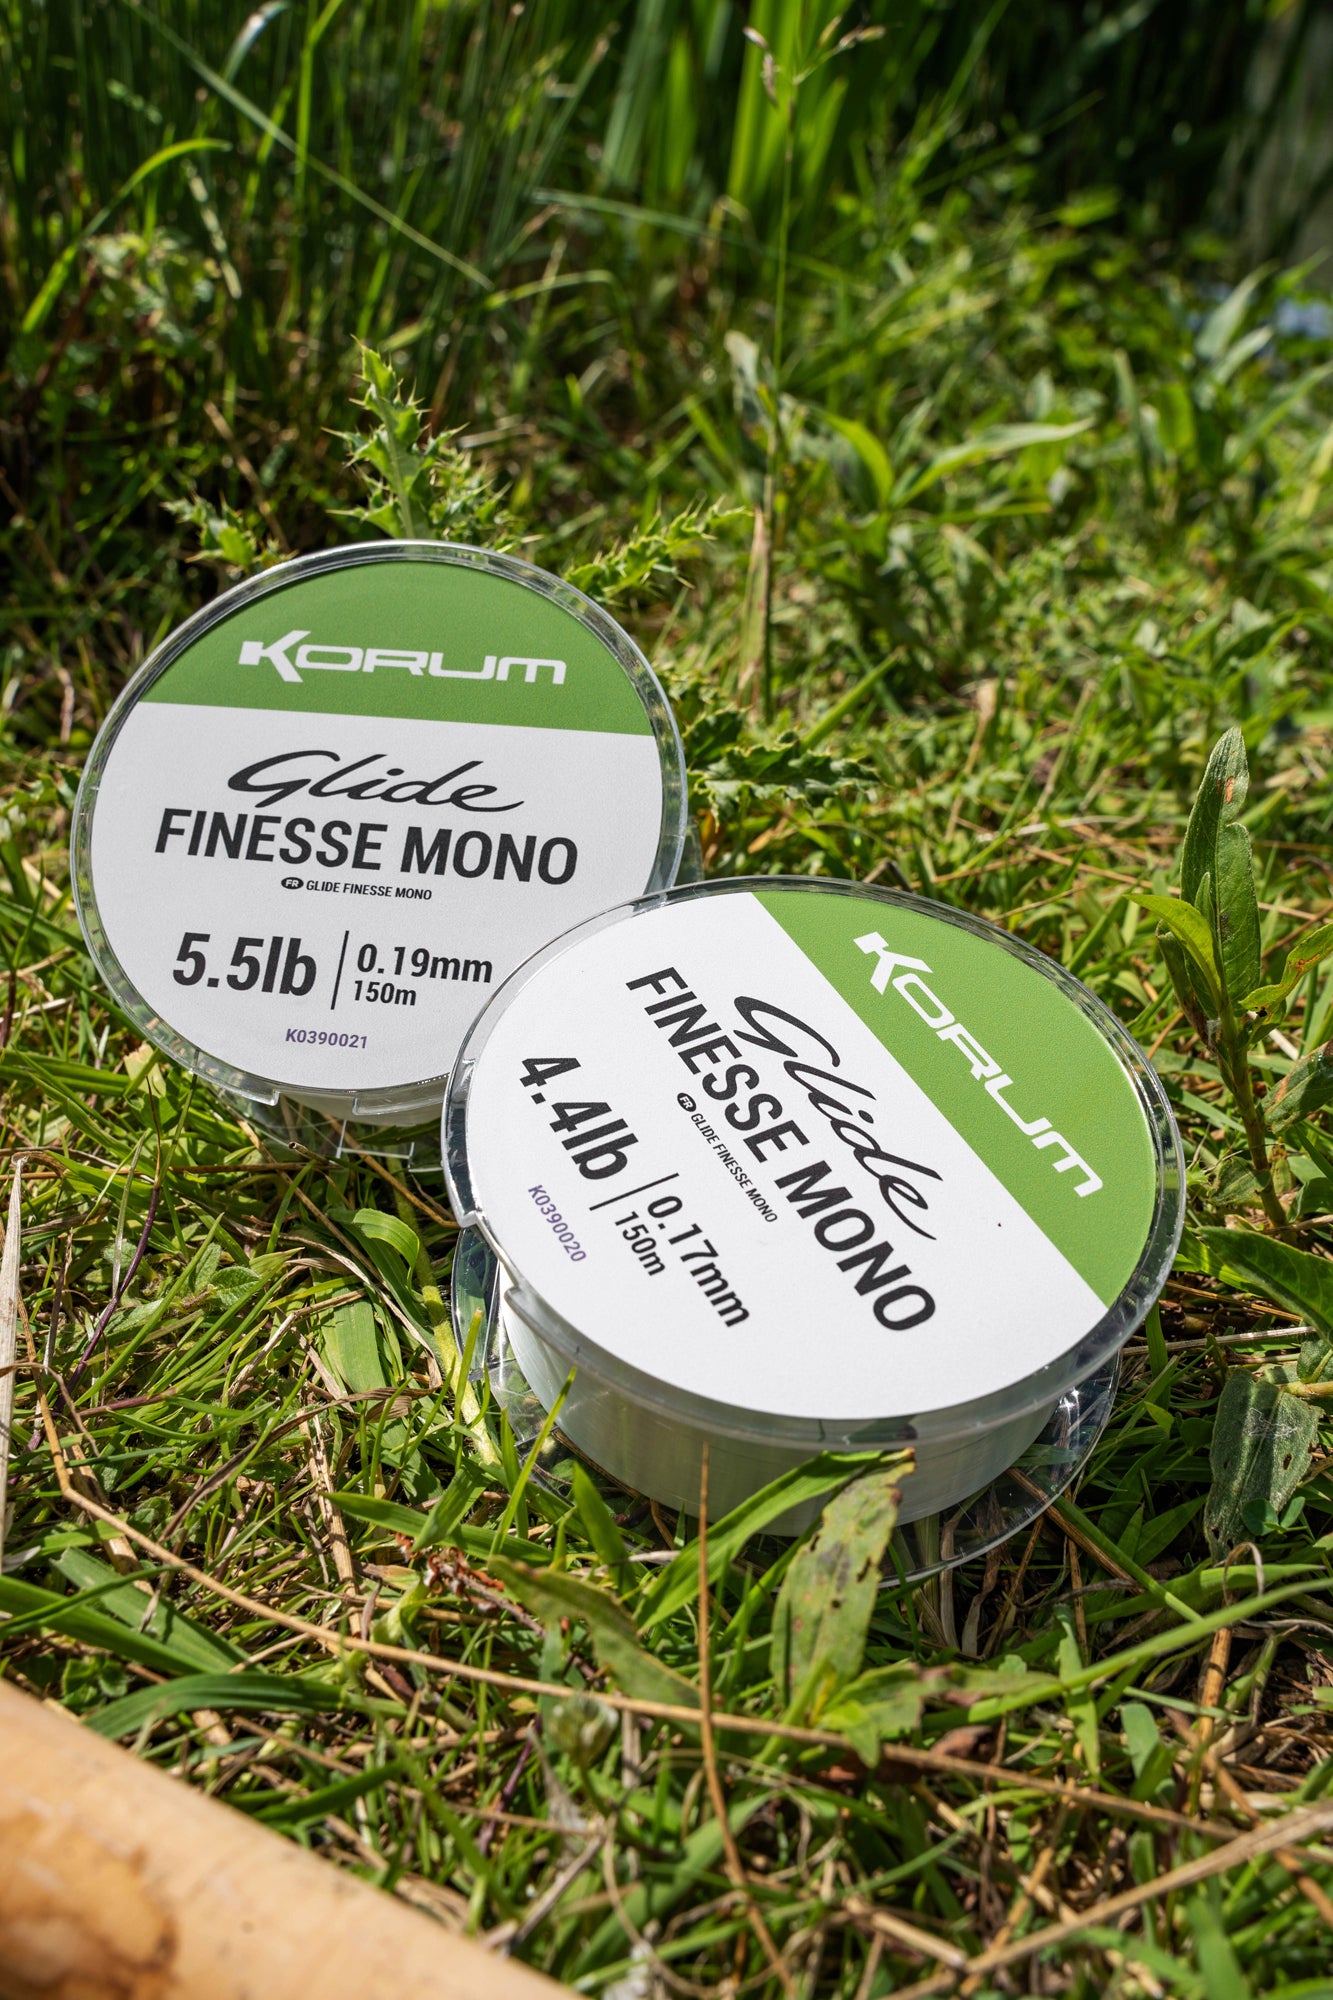 KORUM
Glide
FINESSE MONO
FR GLIDE FINESSE MONO
5.5lb
0.19mm
150m
K0390021
KORUM
Glide
FINESSE MONO
FR GLIDE FINESSE MONO
4.4lb
0.17mm
150m
K0390020